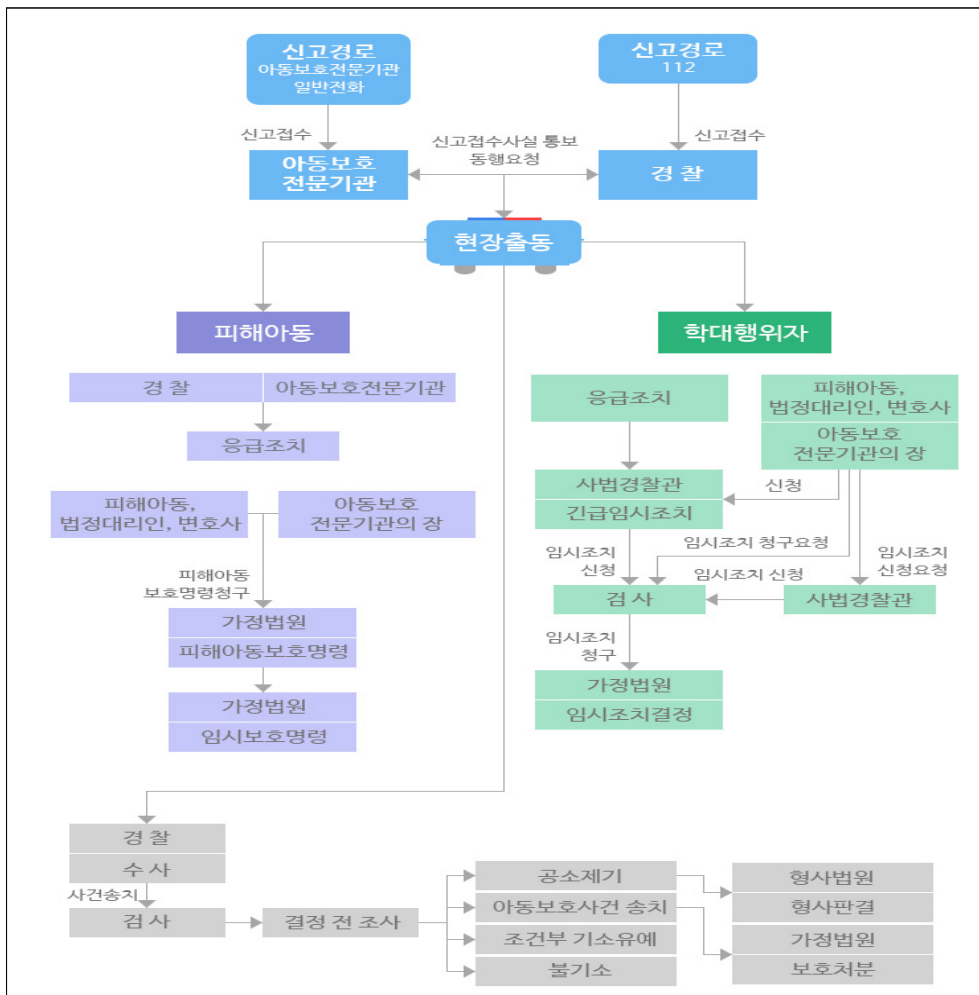 신고경로
아동보호전문기관
일반전화
신고경로
112
신고접수
신고접수사실 통보
동행요청
신고접수
아동보호
전문기관
경 찰
현장출동
피해아동
학대행위자
경 찰
아동보호전문기관
응급조치
피해아동,
법정대리인, 변호사
아동보호
전문기관의 장
피해아동
보호명령청구
가정법원
피해아동보호명령
가정법원
임시보호명령
응급조치
피해아동,
법정대리인, 변호사
아동보호
전문기관의 장
사법경찰관
긴급임시조치
신청
임시조치
신청
임시조치 청구요청
임시조치 신청
임시조치
신청요청
검 사
사법경찰관
임시조치
청구
가정법원
임시조치결정
경 찰
수 사
사건송치
검 사
결정 전 조사
공소제기
아동보호사건 송치
조건부 기소유예
불기소
형사법원
형사판결
가정법원
보호처분